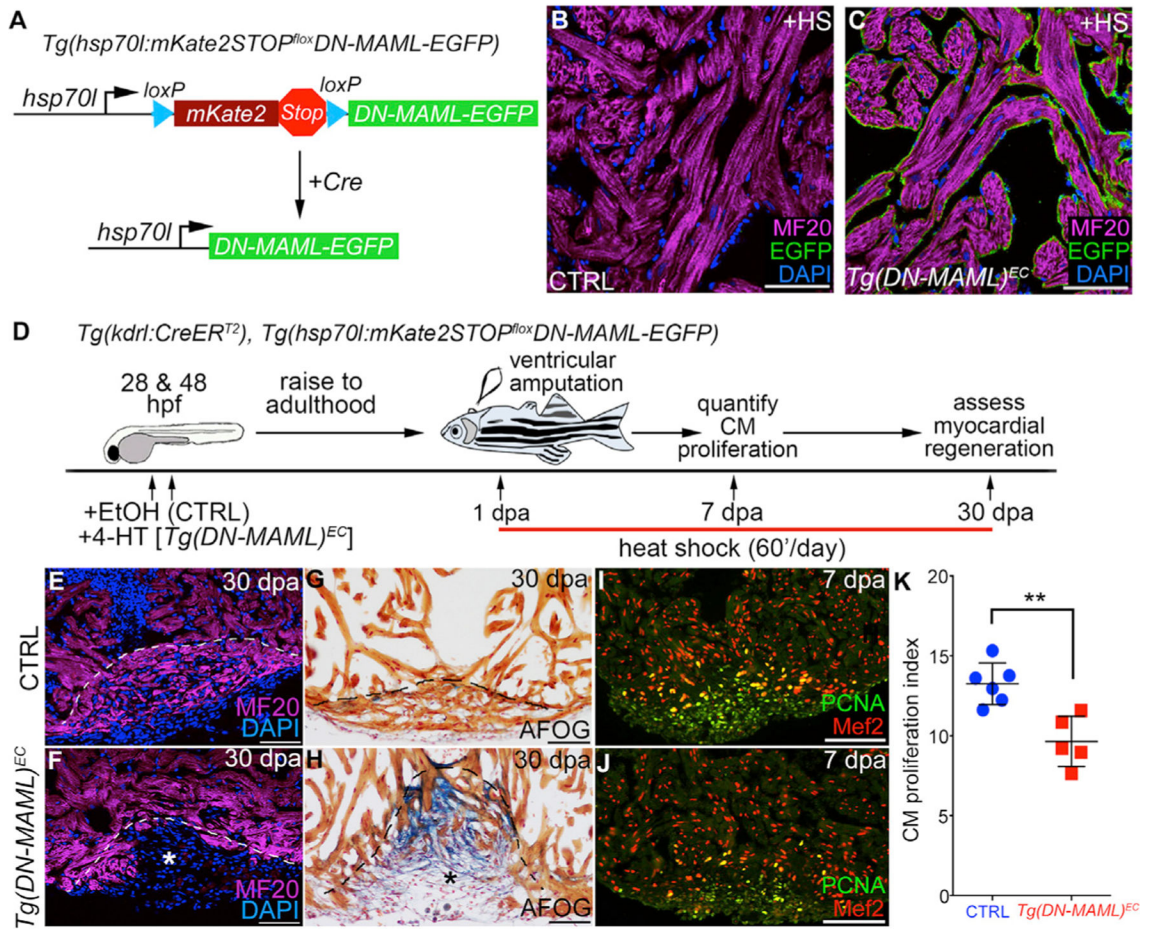 A
Tg(hsp70l:mKate2STOPfloxDN-MAML-EGFP)
hsp70l
loxP
mKate2
Stop
loxP
DN-MAML-EGFP
+Cre
hsp70l
DN-MAML-EGFP
B
+HS
MF20
EGFP
DAPI
CTRL
C
+HS
MF20
EGFP
DAPI
Tg(DN-MAML)EC
D
Tg(kdrl:CreERT2), Tg(hsp70l:mKate2STOPfloxDN-MAML-EGFP)
28 & 48
hpf
raise to
adulthood
ventricular
amputation
quantify
CM
proliferation
assess
myocardial
regeneration
+EtOH (CTRL)
+4-HT [Tg(DN-MAML)EC]
1 dpa
7 dpa
30 dpa
heat shock (60'/day)
CTRL
E
30 dpa
MF20
DAPI
G
30 dpa
AFOG
I
7 dpa
PCNA
Mef2
Tg(DN-MAML)EC
F
30 dpa
*
MF20
DAPI
H
30 dpa
*
AFOG
J
7 dpa
PCNA
Mef2
K
CM proliferation index
20
15
10
5
0
**
CTRL
Tg(DN-MAML)EC